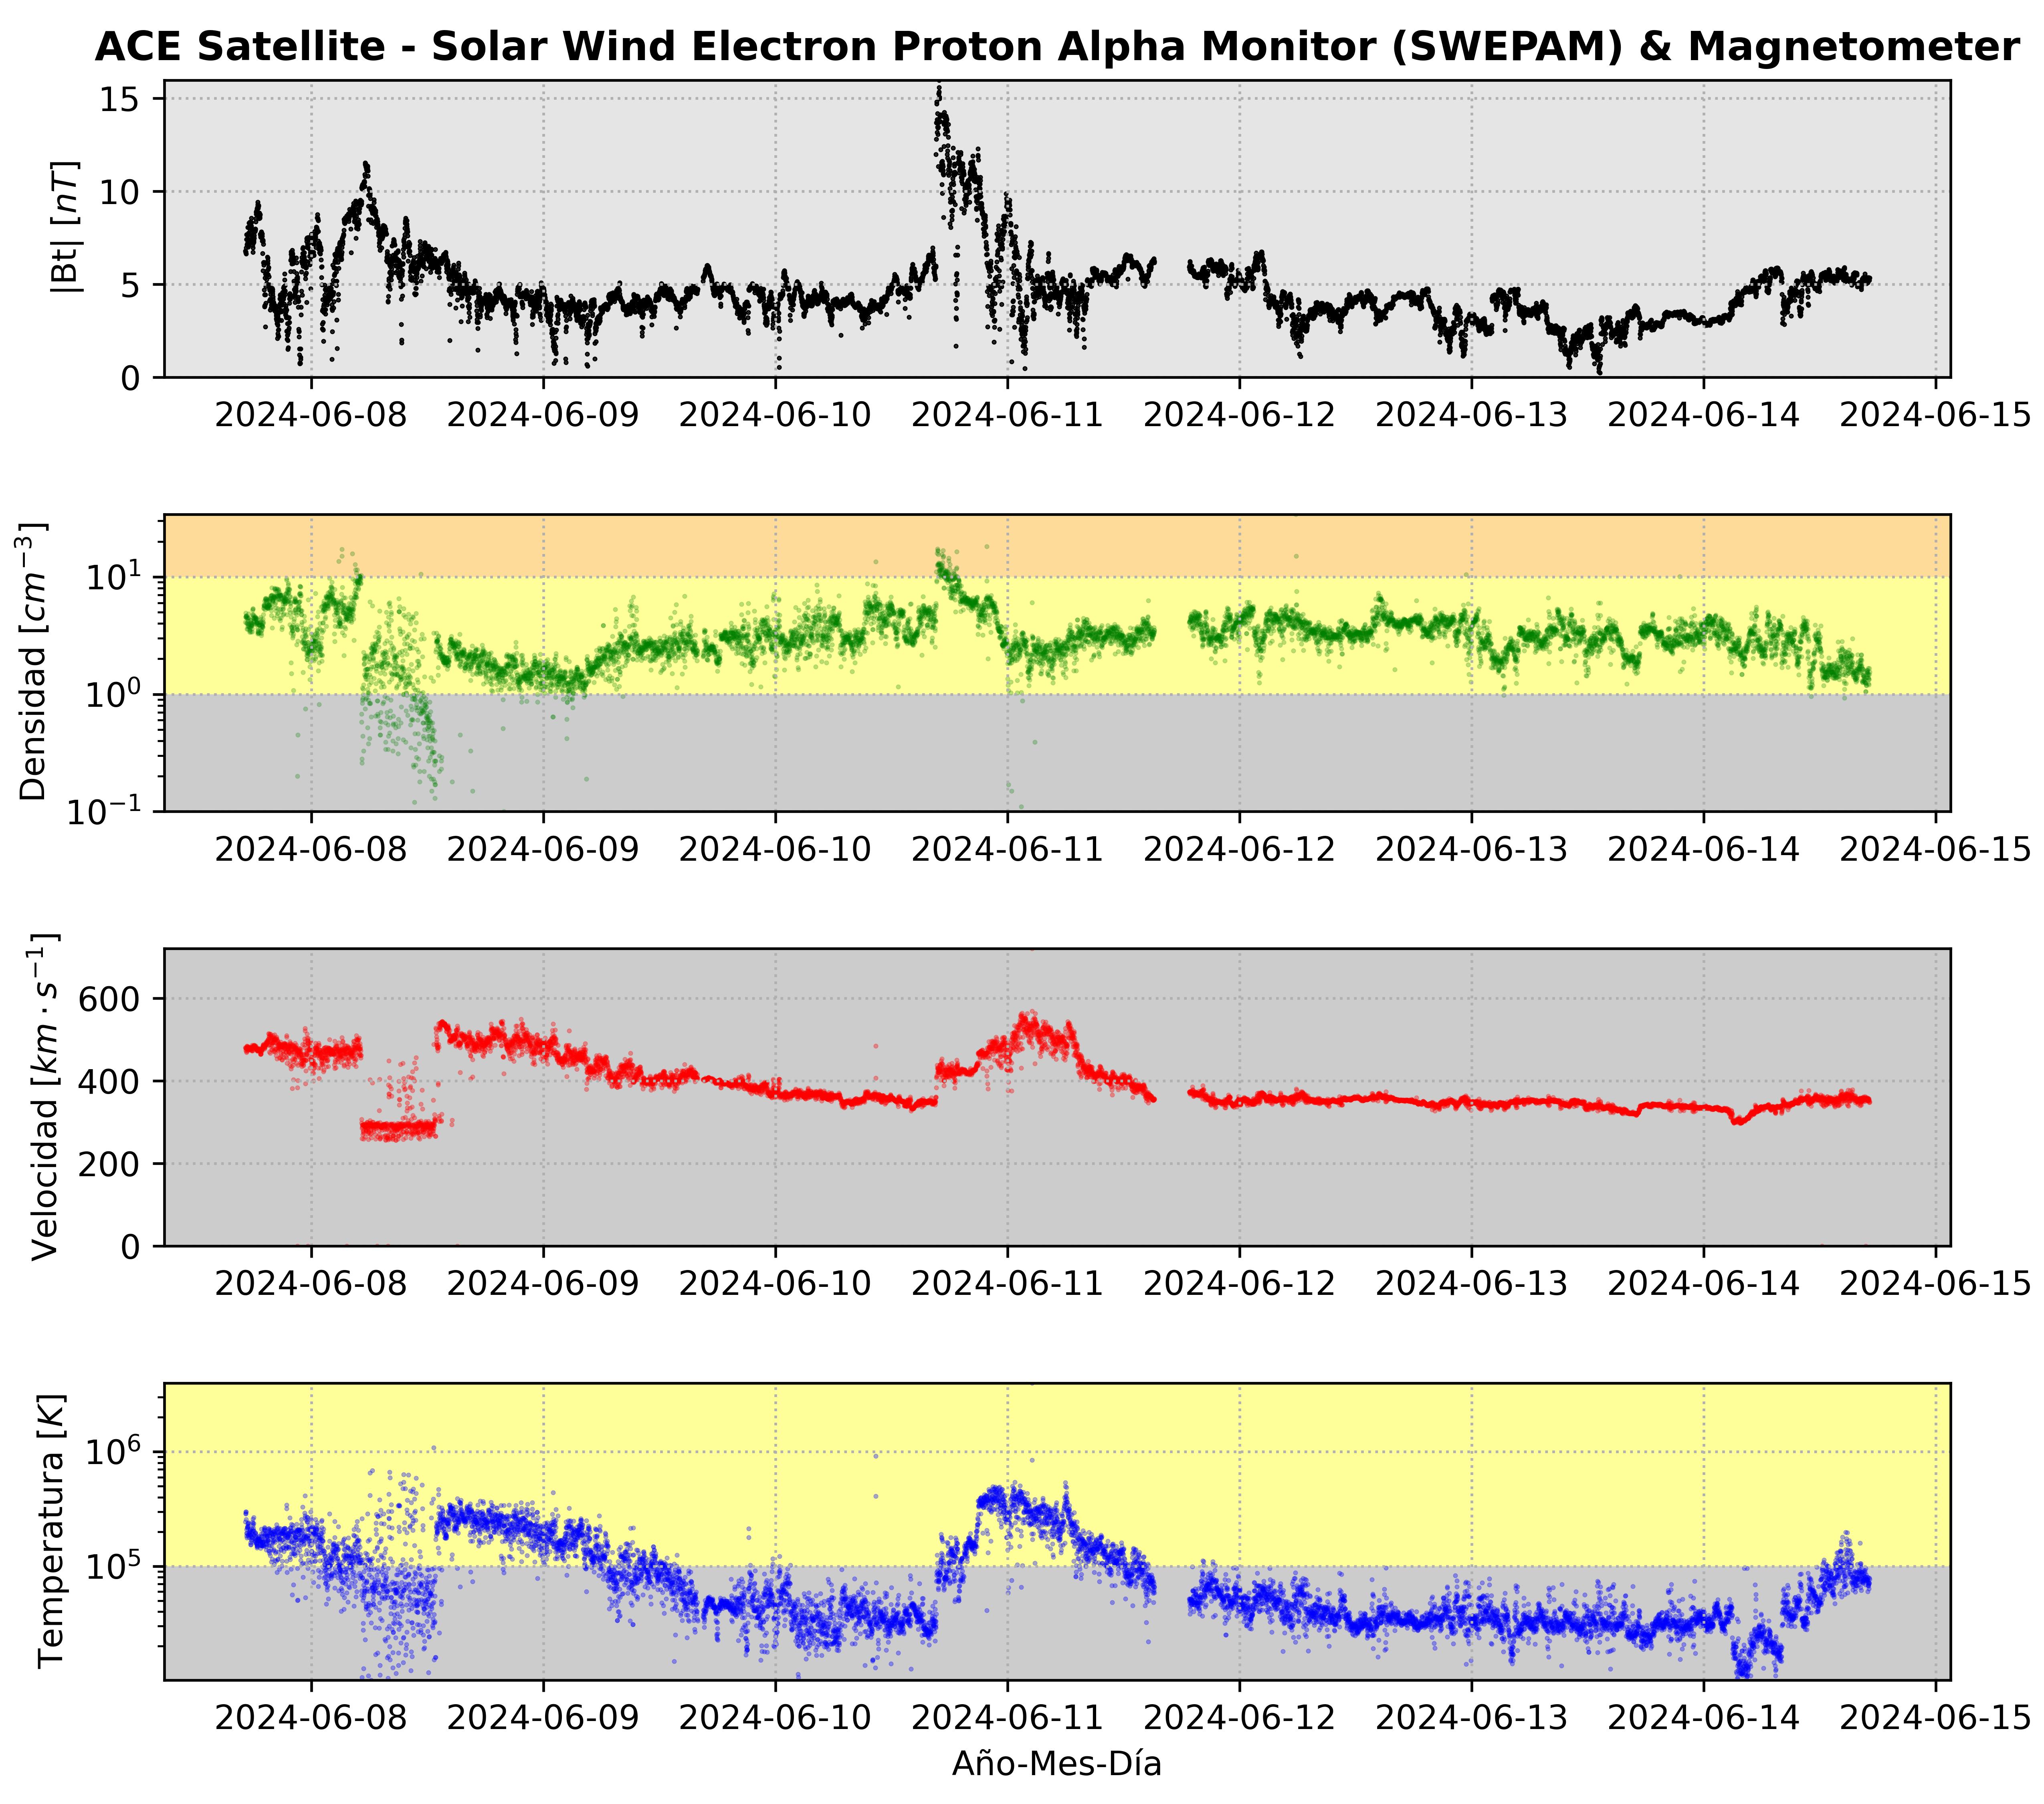 ACE Satellite - Solar Wind Electron Proton Alpha Monitor (SWEPAM) & Magnetometer
|Bt| [nT]
15
10
5
0
2024-06-08 2024-06-09 2024-06-10 2024-06-11 2024-06-12 2024-06-13 2024-06-14 2024-06-15
Densidad [cm⁻³]
10¹
10⁰
10⁻¹
2024-06-08 2024-06-09 2024-06-10 2024-06-11 2024-06-12 2024-06-13 2024-06-14 2024-06-15
Velocidad [km · s⁻¹]
600
400
200
0
2024-06-08 2024-06-09 2024-06-10 2024-06-11 2024-06-12 2024-06-13 2024-06-14 2024-06-15
Temperatura [K]
10⁶
10⁵
2024-06-08 2024-06-09 2024-06-10 2024-06-11 2024-06-12 2024-06-13 2024-06-14 2024-06-15
Año-Mes-Día